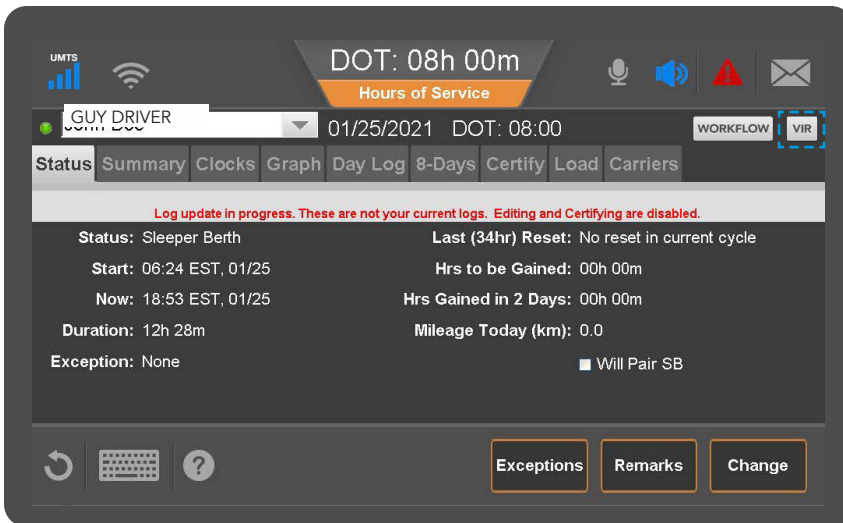 UMTS
DOT: 08h 00m
Hours of Service
GUY DRIVER
01/25/2021 DOT: 08:00
WORKFLOW
VIR
Status Summary Clocks Graph Day Log 8-Days Certify Load Carriers
Log update in progress. These are not your current logs. Editing and Certifying are disabled.
Status: Sleeper Berth
Last (34hr) Reset: No reset in current cycle
Start: 06:24 EST, 01/25
Hrs to be Gained: 00h 00m
Now: 18:53 EST, 01/25
Hrs Gained in 2 Days: 00h 00m
Duration: 12h 28m
Mileage Today (km): 0.0
Exception: None
Will Pair SB
?
Exceptions
Remarks
Change